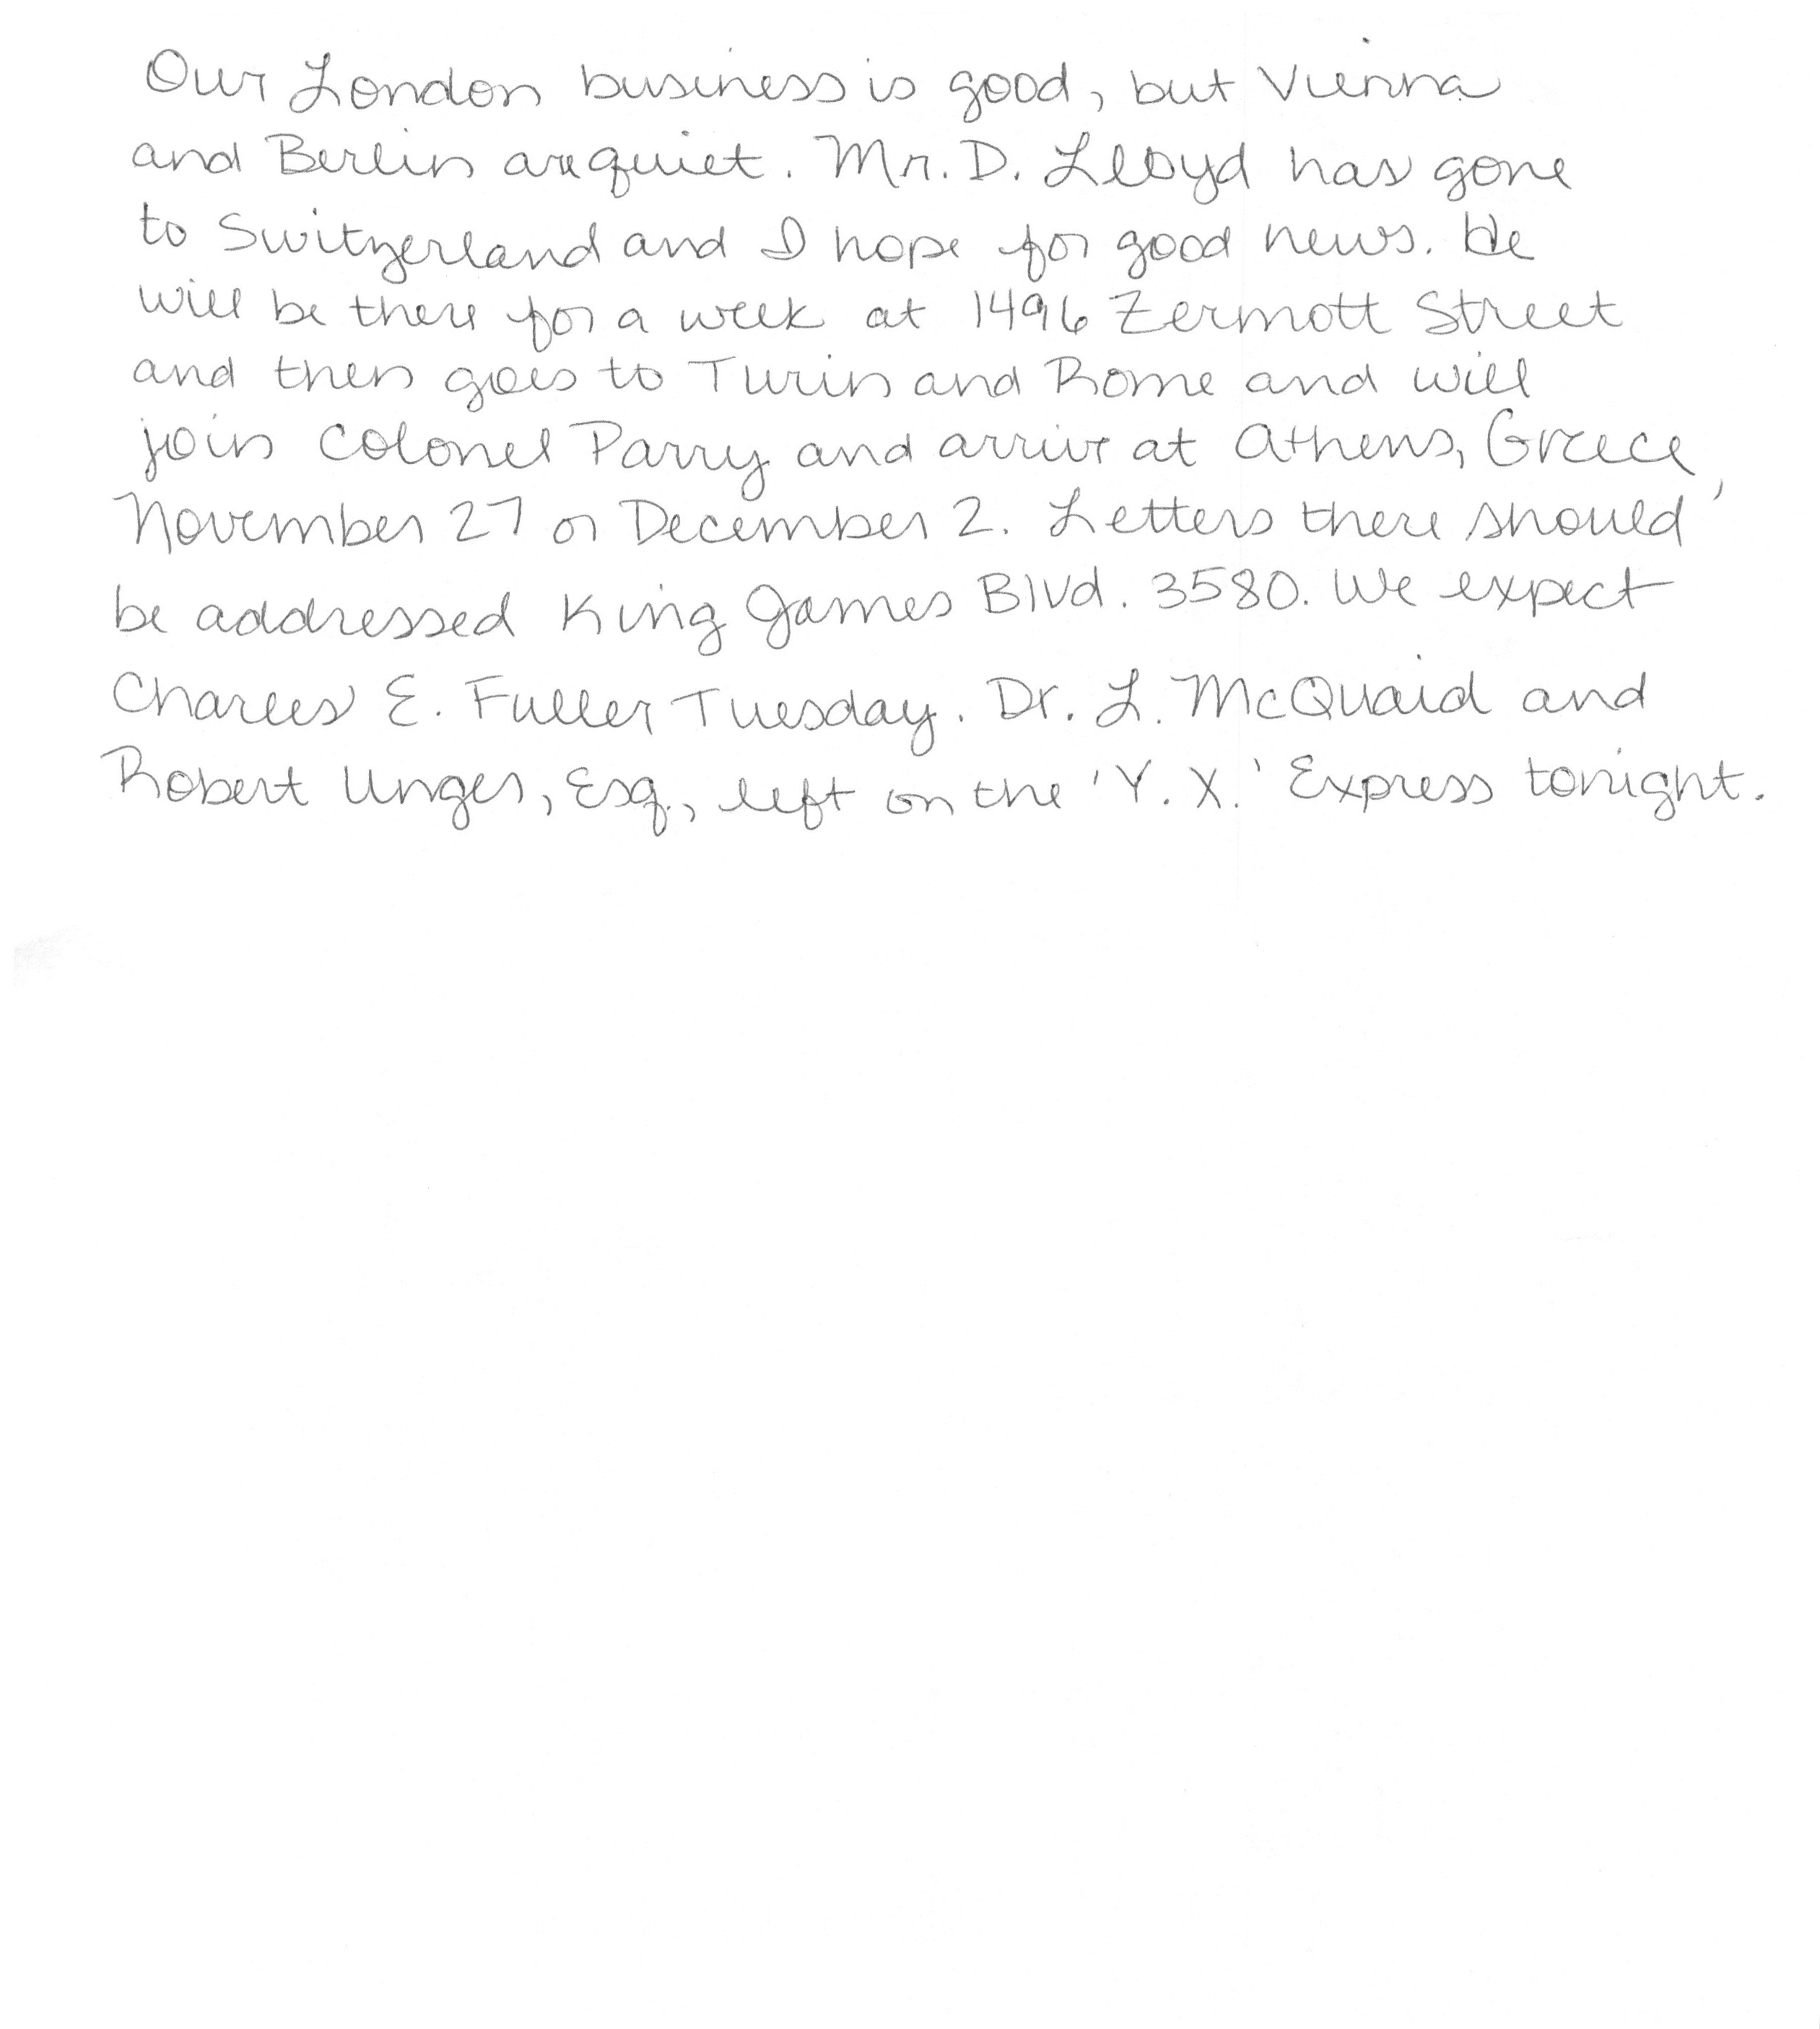 Our London business is good, but Vienna
and Berlin are quiet. Mr. D. Lloyd has gone
to Switzerland and I hope for good news. He
will be there for a week at 1496 Zermott Street
and then goes to Turin and Rome and will
join Colonel Parry and arrive at Athens, Greece,
November 27 or December 2. Letters there should
be addressed King James Blvd. 3580. We expect
Charles E. Fuller Tuesday. Dr. L. McQuaid and
Robert Unger, Esq., left on the 'Y. X.' Express tonight.